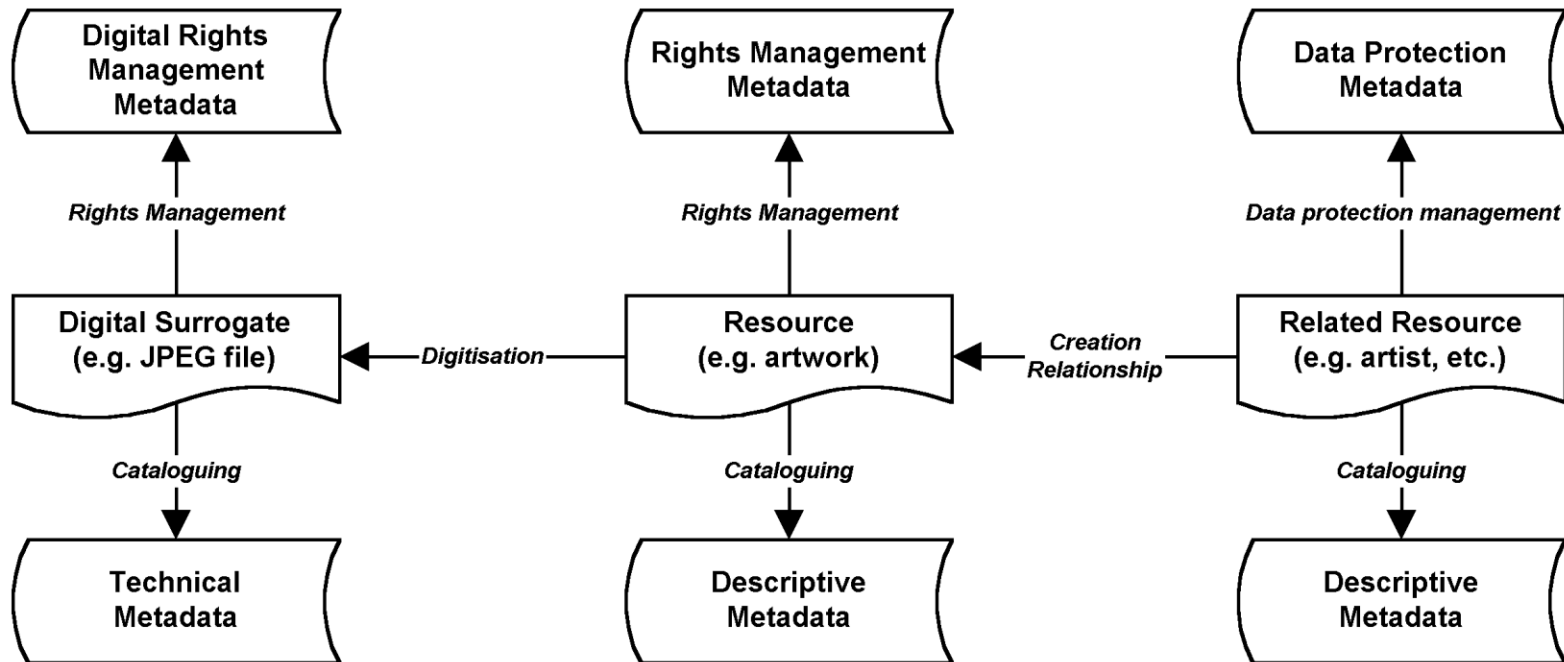 Digital Rights
Management
Metadata
Rights Management
Metadata
Data Protection
Metadata
Rights Management
Rights Management
Data protection management
Digital Surrogate
(e.g. JPEG file)
Digitisation
Resource
(e.g. artwork)
Creation
Relationship
Related Resource
(e.g. artist, etc.)
Cataloguing
Cataloguing
Cataloguing
Technical
Metadata
Descriptive
Metadata
Descriptive
Metadata